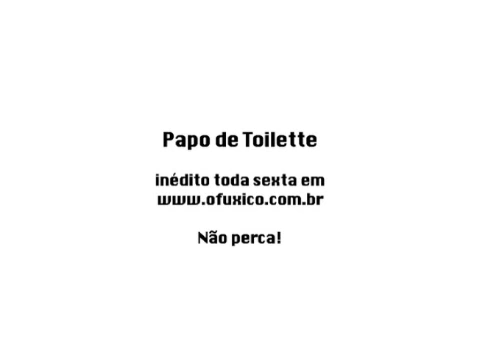 Papo de Toilette
inédito toda sexta em
www.ofuxico.com.br
Não perca!